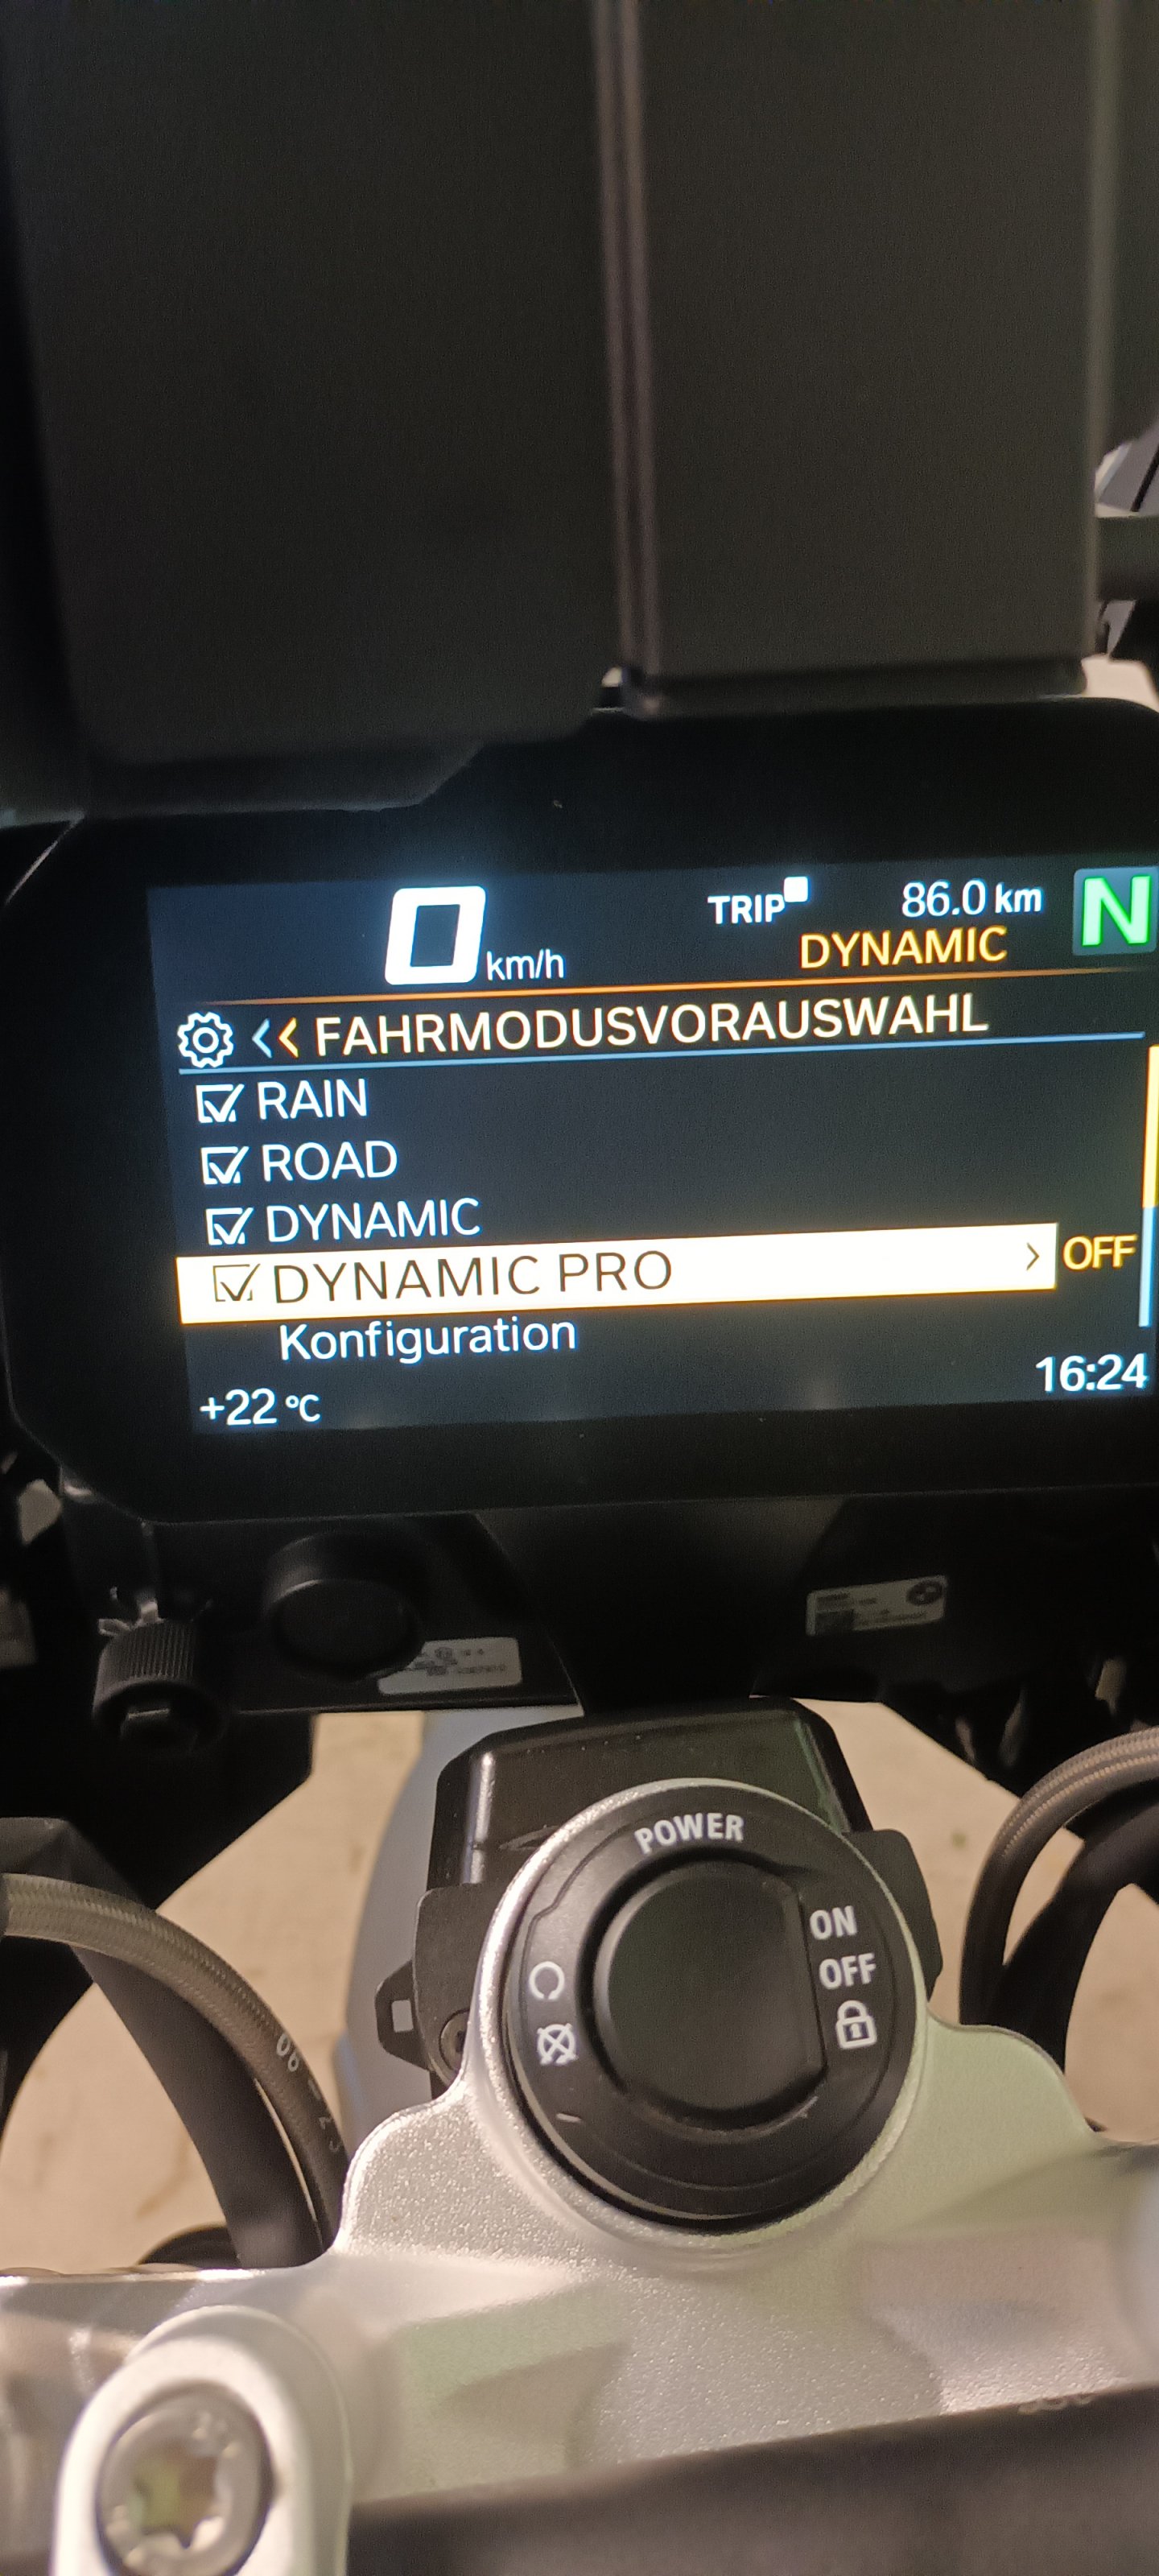 0 km/h
TRIP 86.0 km N
DYNAMIC
FAHRMODUSVORAUSWAHL
RAIN
ROAD
DYNAMIC
DYNAMIC PRO OFF
Konfiguration
+22 °C 16:24
POWER
ON
OFF